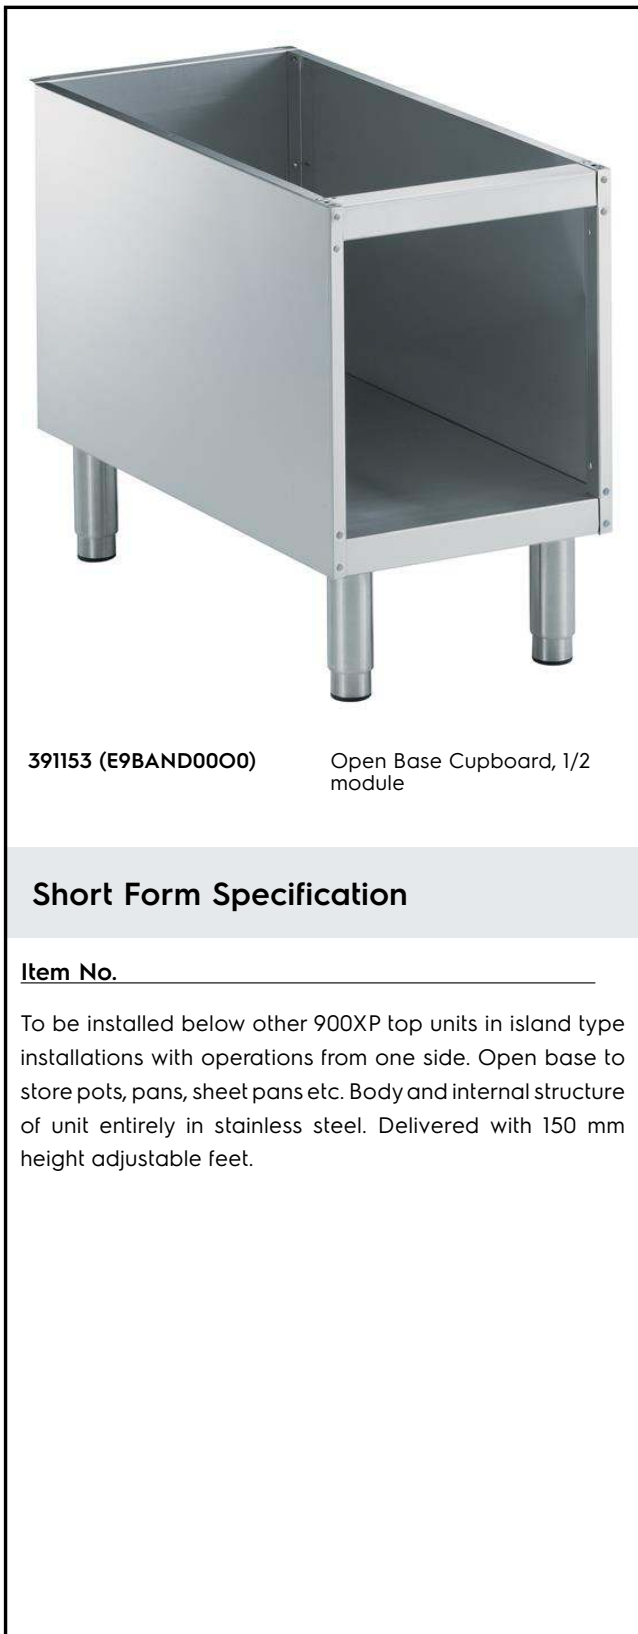 391153 (E9BAND00O0)
Open Base Cupboard, 1/2
module
Short Form Specification
Item No.
To be installed below other 900XP top units in island type
installations with operations from one side. Open base to
store pots, pans, sheet pans etc. Body and internal structure
of unit entirely in stainless steel. Delivered with 150 mm
height adjustable feet.